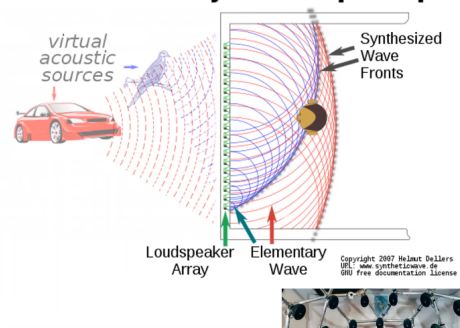 virtual
acoustic
sources
Synthesized
Wave
Fronts
Loudspeaker
Array
Elementary
Wave
Copyright 2007 Helmut Dellers
URL: www.syntheticwave.de
GNU free documentation license